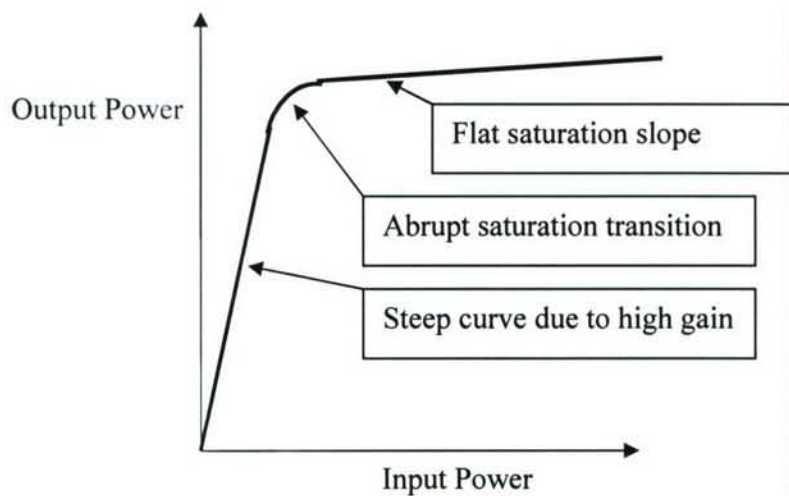 Output Power
Flat saturation slope
Abrupt saturation transition
Steep curve due to high gain
Input Power